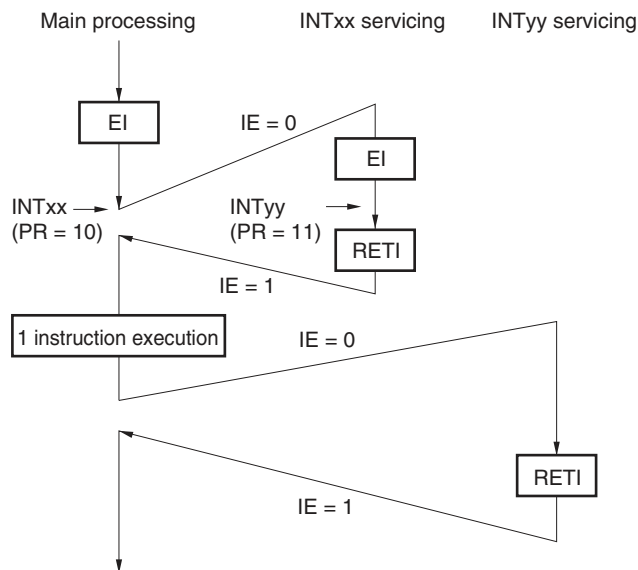 Main processing
INTxx servicing
INTyy servicing
EI
IE = 0
EI
INTxx
(PR = 10)
INTyy
(PR = 11)
RETI
IE = 1
1 instruction execution
IE = 0
RETI
IE = 1